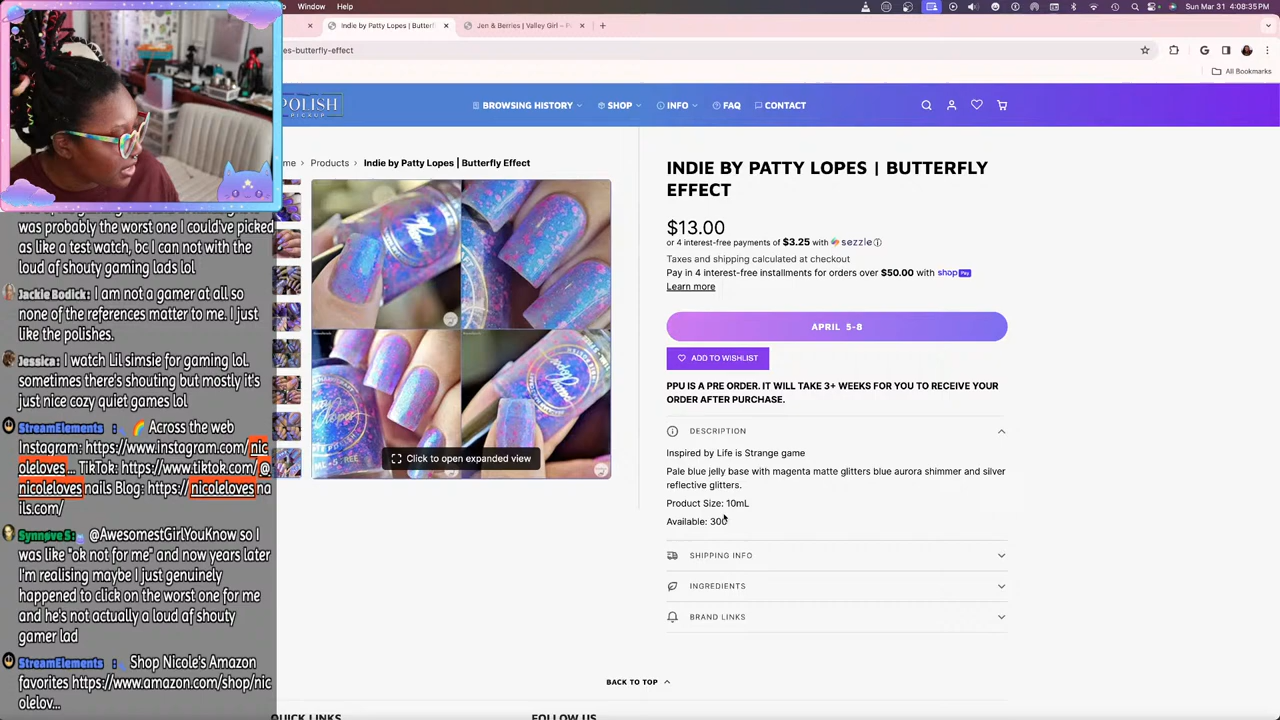 Window Help
Sun Mar 31 4:08:35 PM
Indie by Patty Lopes | Butterf
Jen & Berries | Valley Girl – P
es-butterfly-effect
All Bookmarks
POLISH
PICKUP
BROWSING HISTORY
SHOP
INFO
FAQ
CONTACT
me > Products > Indie by Patty Lopes | Butterfly Effect
Click to open expanded view
INDIE BY PATTY LOPES | BUTTERFLY
EFFECT
$13.00
or 4 interest-free payments of $3.25 with sezzle
Taxes and shipping calculated at checkout
Pay in 4 interest-free installments for orders over $50.00 with shop Pay
Learn more
APRIL 5-8
ADD TO WISHLIST
PPU IS A PRE ORDER. IT WILL TAKE 3+ WEEKS FOR YOU TO RECEIVE YOUR
ORDER AFTER PURCHASE.
DESCRIPTION
Inspired by Life is Strange game
Pale blue jelly base with magenta matte glitters blue aurora shimmer and silver
reflective glitters.
Product Size: 10mL
Available: 300
SHIPPING INFO
INGREDIENTS
BRAND LINKS
BACK TO TOP
QUICK LINKS
FOLLOW US
was probably the worst one I could've picked
as like a test watch, bc I can not with the
loud af shouty gaming lads lol
Jackie Bodick: I am not a gamer at all so
none of the references matter to me. I just
like the polishes.
Jessica: I watch Lil simsie for gaming lol.
sometimes there's shouting but mostly it's
just nice cozy quiet games lol
StreamElements : 🌈 Across the web
Instagram: https://www.instagram.com/nic
oleloves ... TikTok: https://www.tiktok.com/@
nicoleloves nails Blog: https://nicoleloves na
ils.com/
Synnøve S: @AwesomestGirlYouKnow so I
was like "ok not for me" and now years later
I'm realising maybe I just genuinely
happened to click on the worst one for me
and he's not actually a loud af shouty
gamer lad
StreamElements : Shop Nicole's Amazon
favorites https://www.amazon.com/shop/nic
olelov...